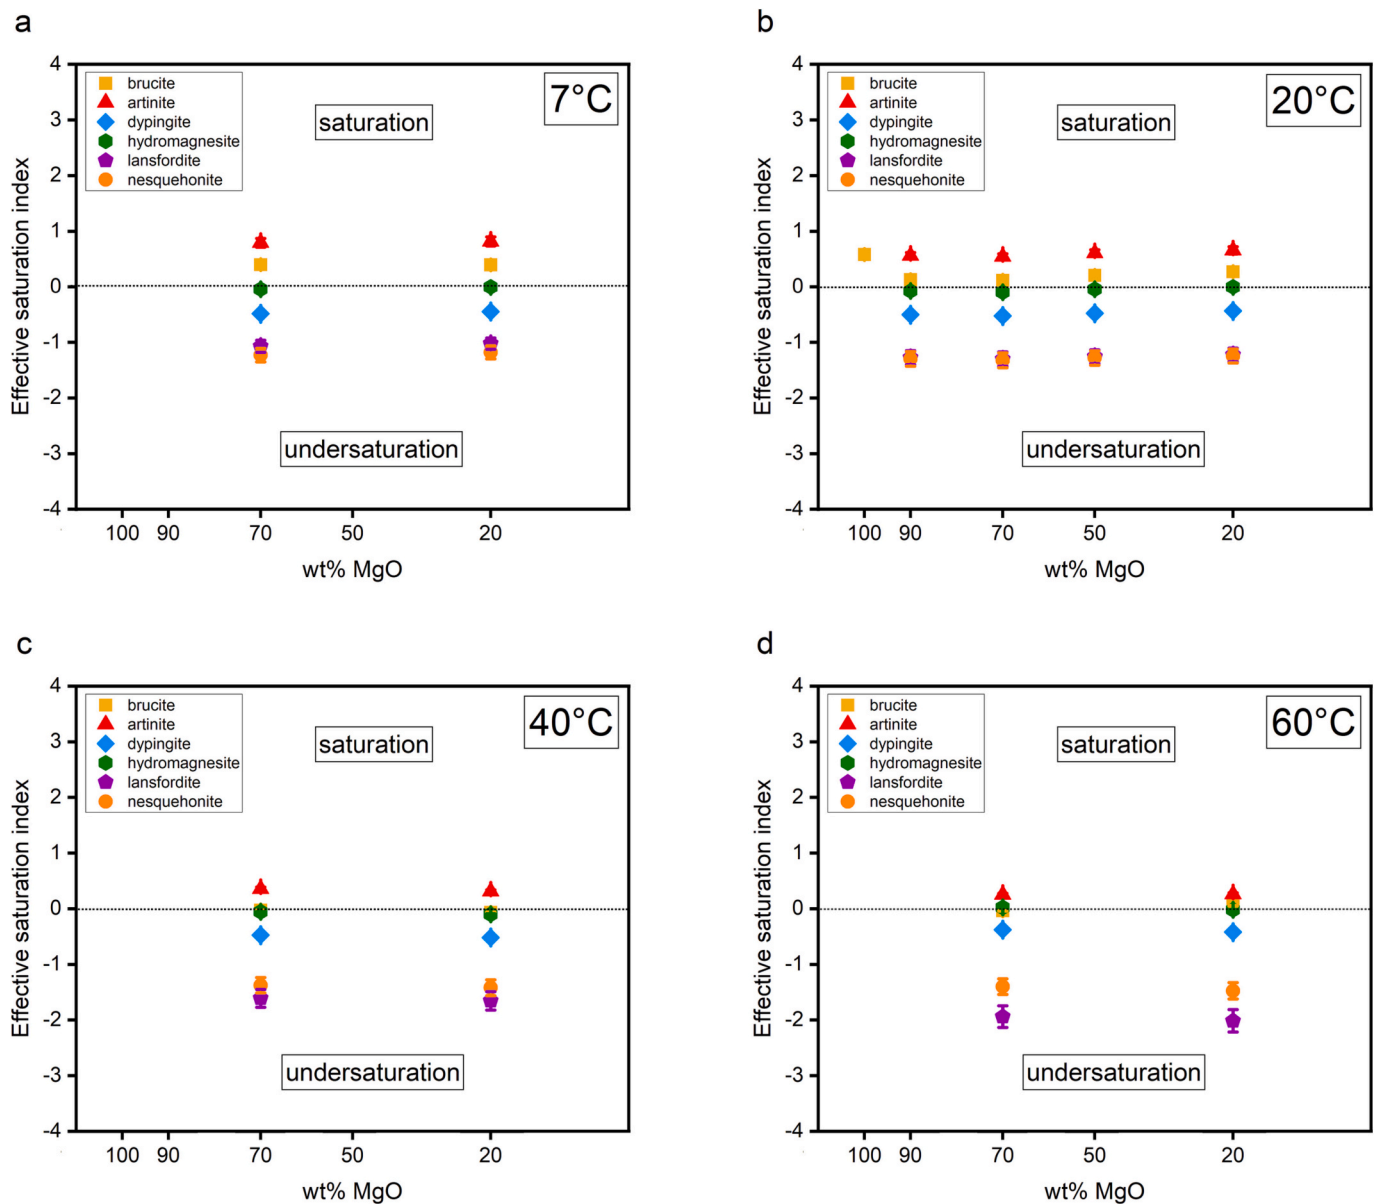 a
7°C
brucite
artinite
dypingite
hydromagnesite
lansfordite
nesquehonite
saturation
undersaturation
Effective saturation index
4
3
2
1
0
-1
-2
-3
-4
100 90 70 50 20
wt% MgO
b
20°C
brucite
artinite
dypingite
hydromagnesite
lansfordite
nesquehonite
saturation
undersaturation
Effective saturation index
4
3
2
1
0
-1
-2
-3
-4
100 90 70 50 20
wt% MgO
c
40°C
brucite
artinite
dypingite
hydromagnesite
lansfordite
nesquehonite
saturation
undersaturation
Effective saturation index
4
3
2
1
0
-1
-2
-3
-4
100 90 70 50 20
wt% MgO
d
60°C
brucite
artinite
dypingite
hydromagnesite
lansfordite
nesquehonite
saturation
undersaturation
Effective saturation index
4
3
2
1
0
-1
-2
-3
-4
100 90 70 50 20
wt% MgO